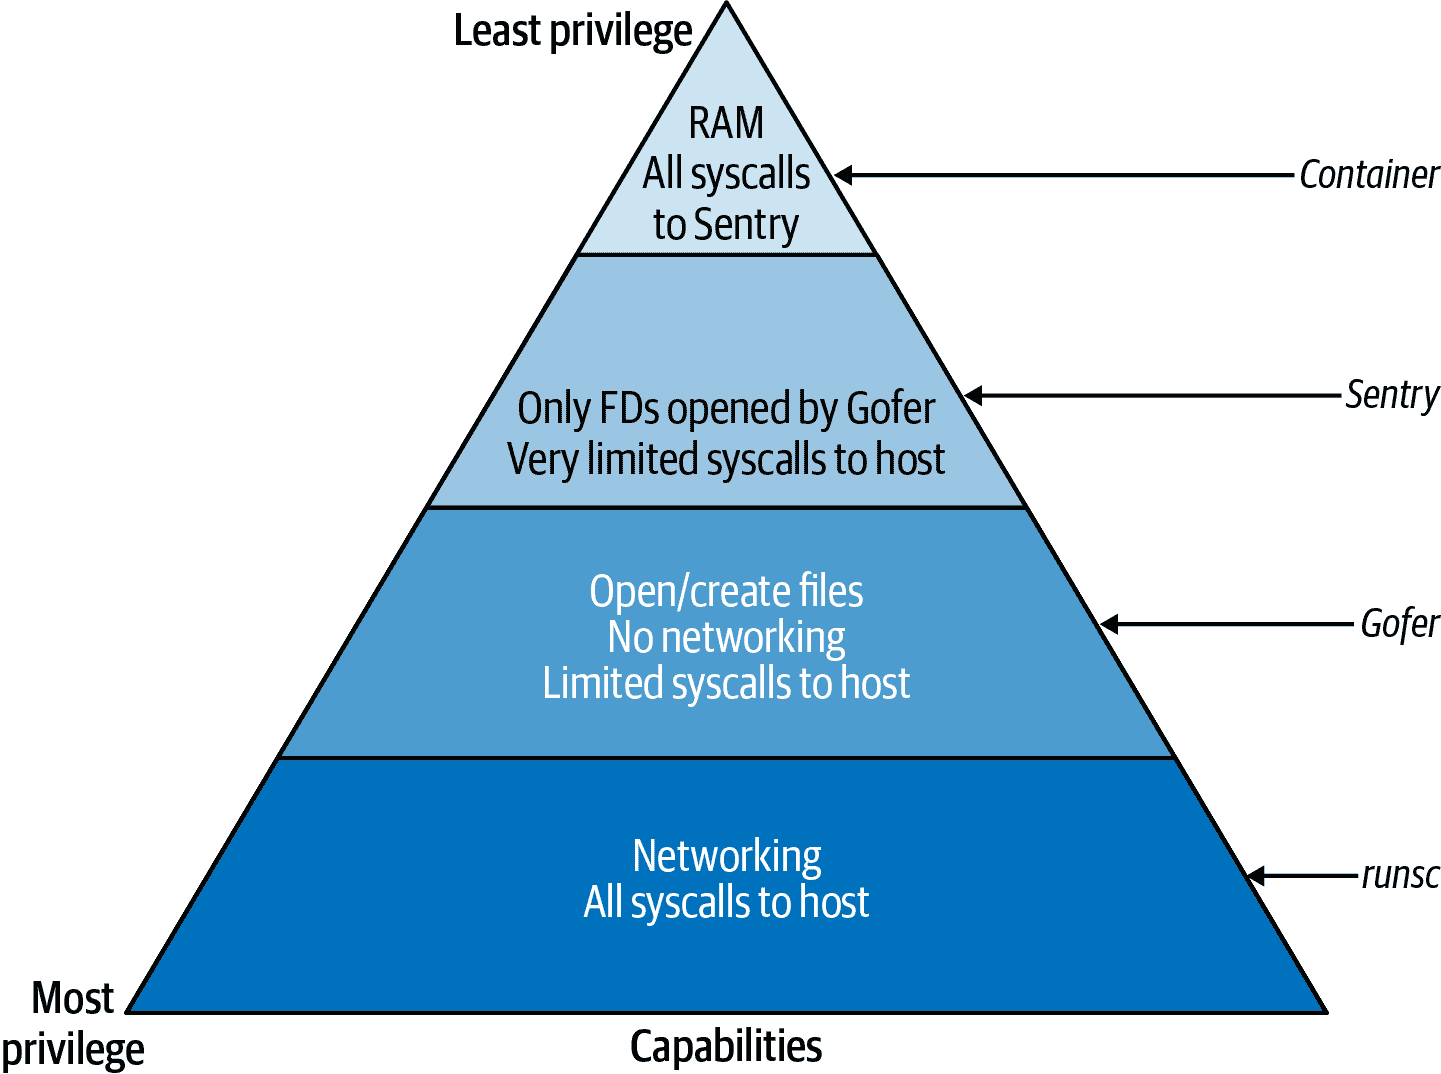 Least privilege
RAM
All syscalls
to Sentry
Container
Only FDs opened by Gofer
Very limited syscalls to host
Sentry
Open/create files
No networking
Limited syscalls to host
Gofer
Networking
All syscalls to host
runsc
Most
privilege
Capabilities